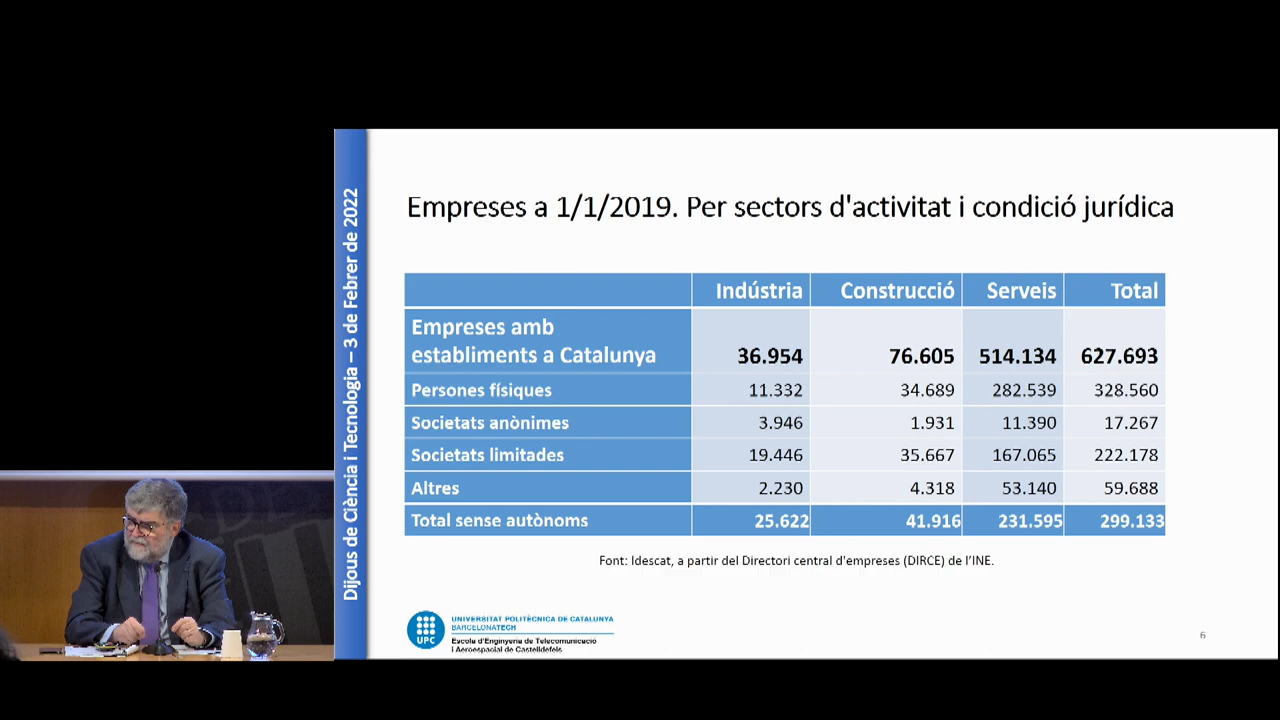 Dijous de Ciència i Tecnologia – 3 de Febrer de 2022
Empreses a 1/1/2019. Per sectors d'activitat i condició jurídica
Indústria Construcció Serveis Total
Empreses amb
establiments a Catalunya 36.954 76.605 514.134 627.693
Persones físiques 11.332 34.689 282.539 328.560
Societats anònimes 3.946 1.931 11.390 17.267
Societats limitades 19.446 35.667 167.065 222.178
Altres 2.230 4.318 53.140 59.688
Total sense autònoms 25.622 41.916 231.595 299.133
Font: Idescat, a partir del Directori central d'empreses (DIRCE) de l’INE.
UPC
UNIVERSITAT POLITÈCNICA DE CATALUNYA
BARCELONATECH
Escola d'Enginyeria de Telecomunicació
i Aeroespacial de Castelldefels
6